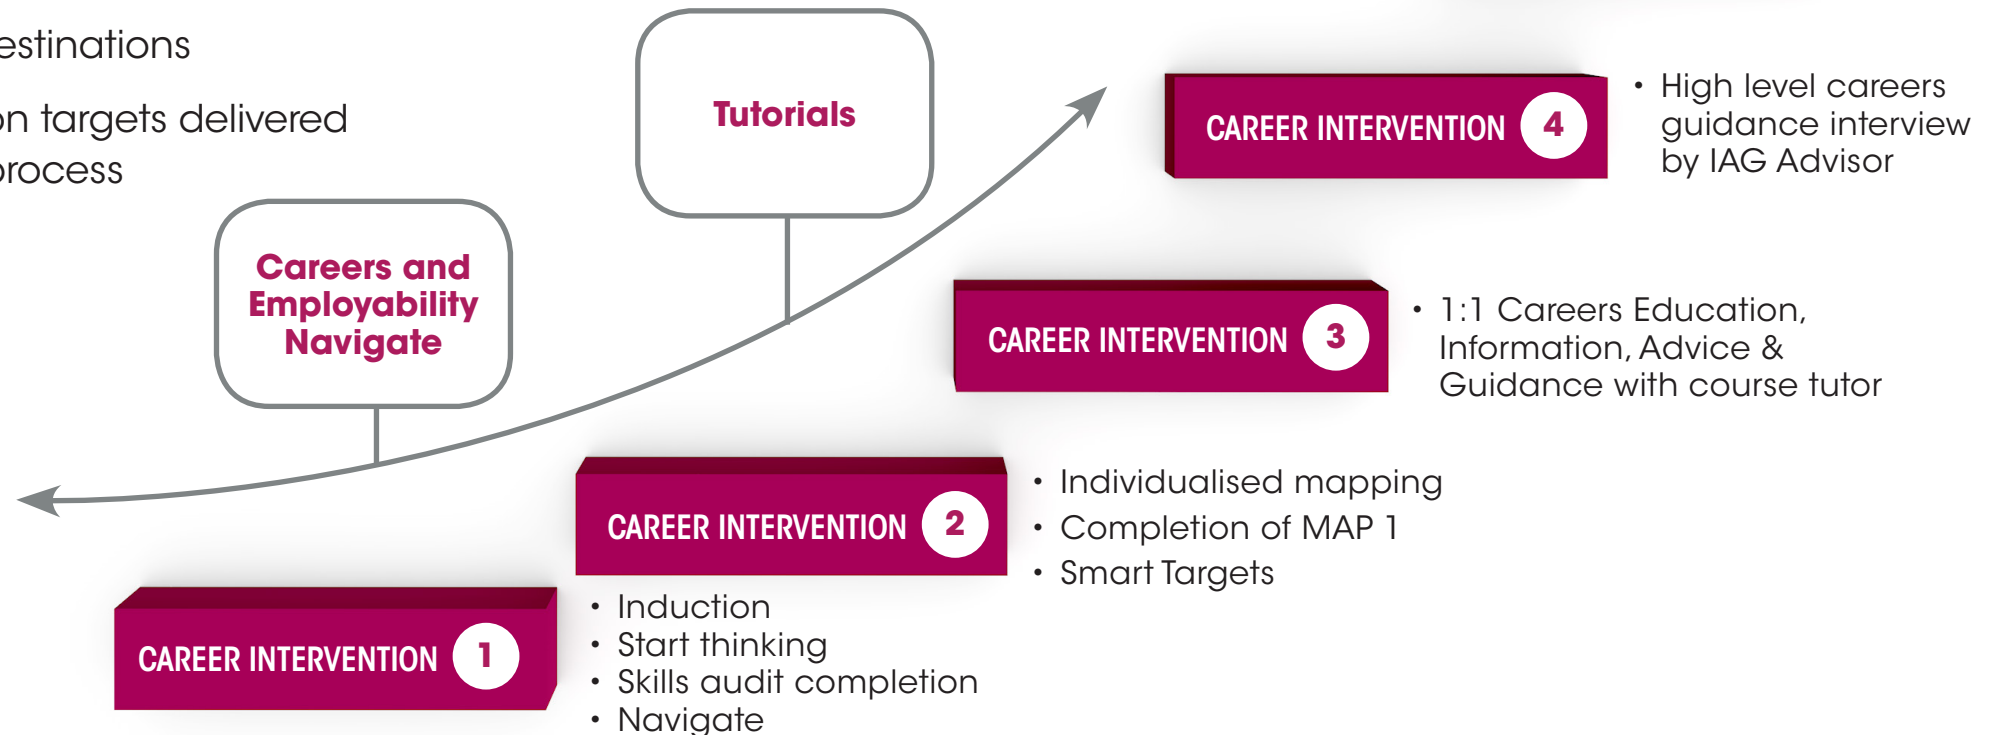 estinations
on targets delivered
process
Tutorials
Careers and
Employability
Navigate
CAREER INTERVENTION 4
• High level careers
guidance interview
by IAG Advisor
CAREER INTERVENTION 3
• 1:1 Careers Education,
Information, Advice &
Guidance with course tutor
CAREER INTERVENTION 2
• Individualised mapping
• Completion of MAP 1
• Smart Targets
CAREER INTERVENTION 1
• Induction
• Start thinking
• Skills audit completion
• Navigate